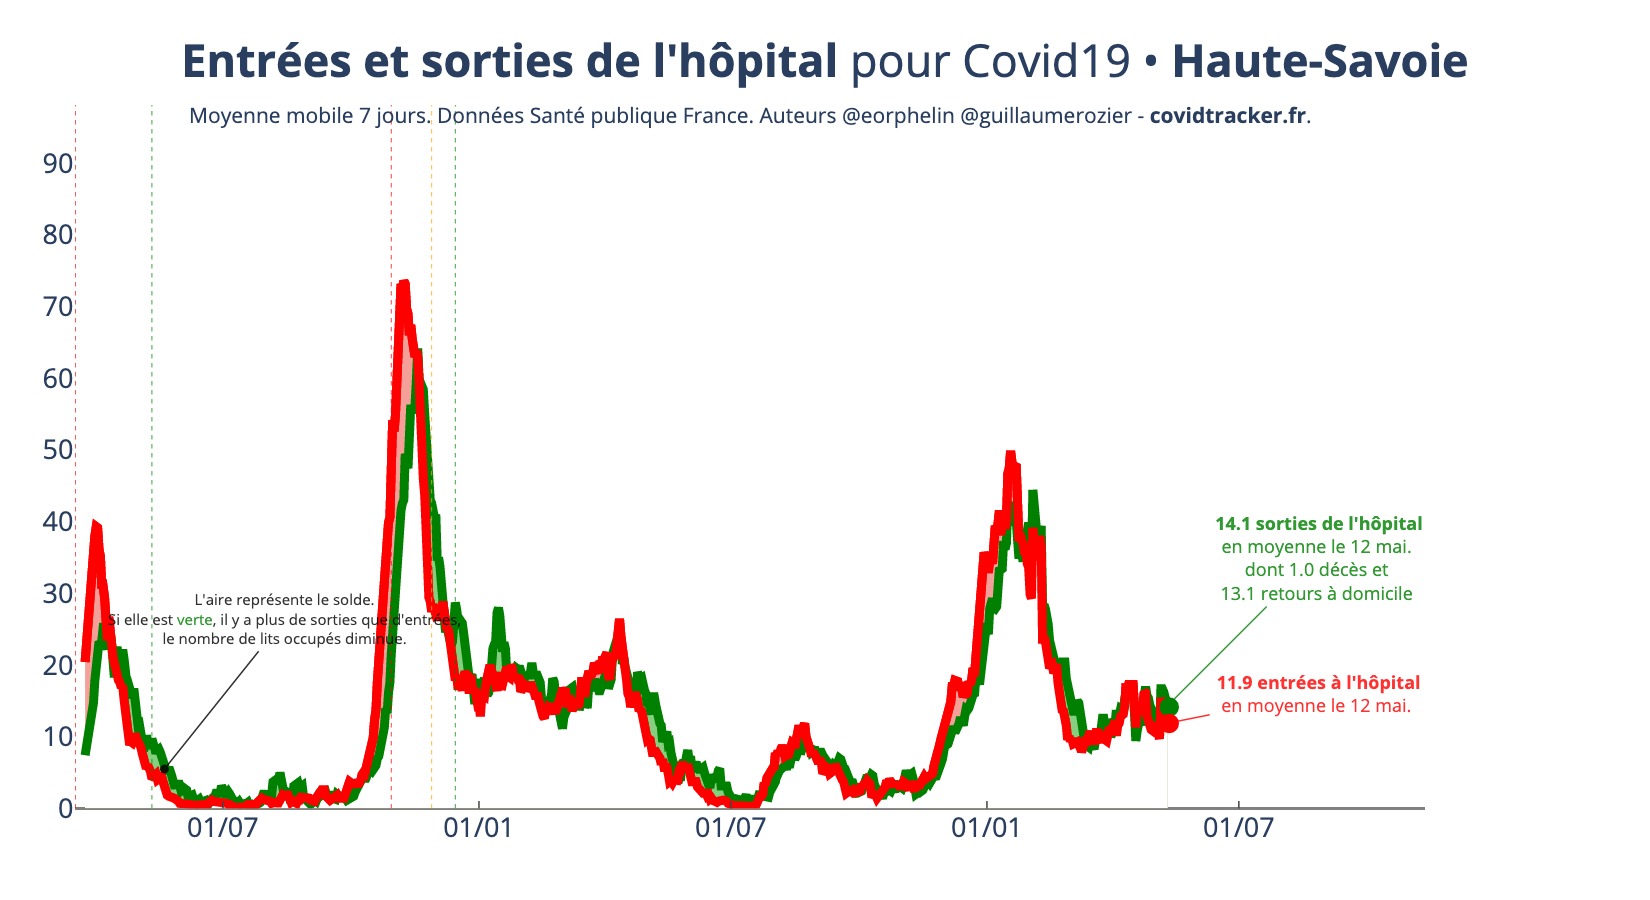 Entrées et sorties de l'hôpital pour Covid19 • Haute-Savoie
Moyenne mobile 7 jours. Données Santé publique France. Auteurs @eorphelin @guillaumerozier - covidtracker.fr.
90
80
70
60
50
40
30
20
10
0
L'aire représente le solde.
Si elle est verte, il y a plus de sorties que d'entrées,
le nombre de lits occupés diminue.
14.1 sorties de l'hôpital
en moyenne le 12 mai.
dont 1.0 décès et
13.1 retours à domicile
11.9 entrées à l'hôpital
en moyenne le 12 mai.
01/07
01/01
01/07
01/01
01/07